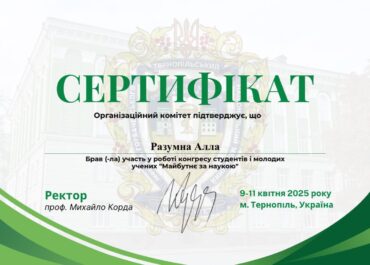 ТЕРНОПІЛЬСЬКИЙ
СЕРТИФІКАТ
Організаційний комітет підтверджує, що
Разумна Алла
Брав (-ла) участь у роботі конгресу студентів і молодих
учених "Майбутнє за наукою"
Ректор
проф. Михайло Корда
9-11 квітня 2025 року
м. Тернопіль, Україна